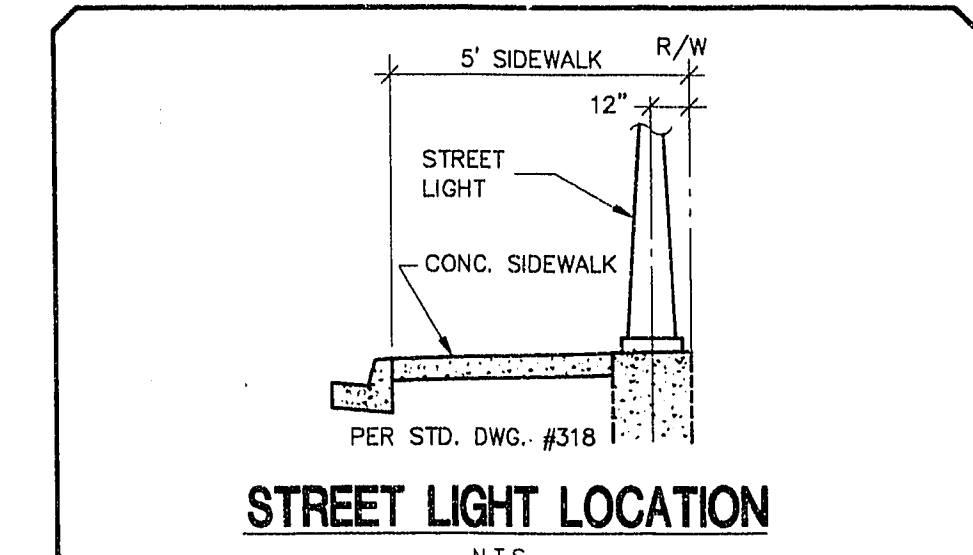 R/W
5' SIDEWALK
12"
STREET
LIGHT
CONC. SIDEWALK
PER STD. DWG. #318
STREET LIGHT LOCATION
N.T.S.